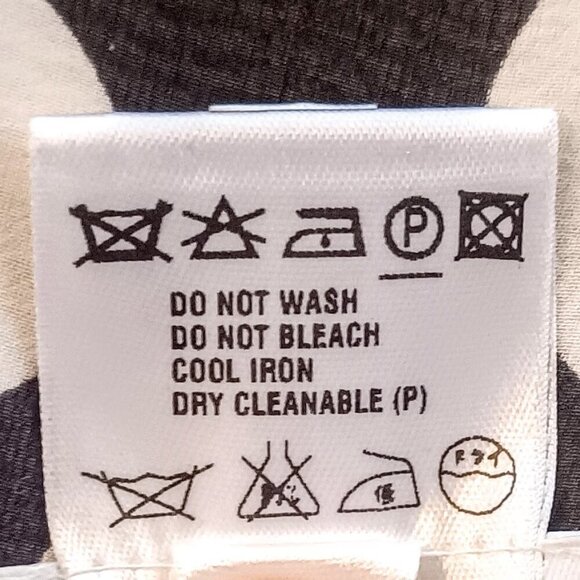 P
DO NOT WASH
DO NOT BLEACH
COOL IRON
DRY CLEANABLE (P)
低 ドライ